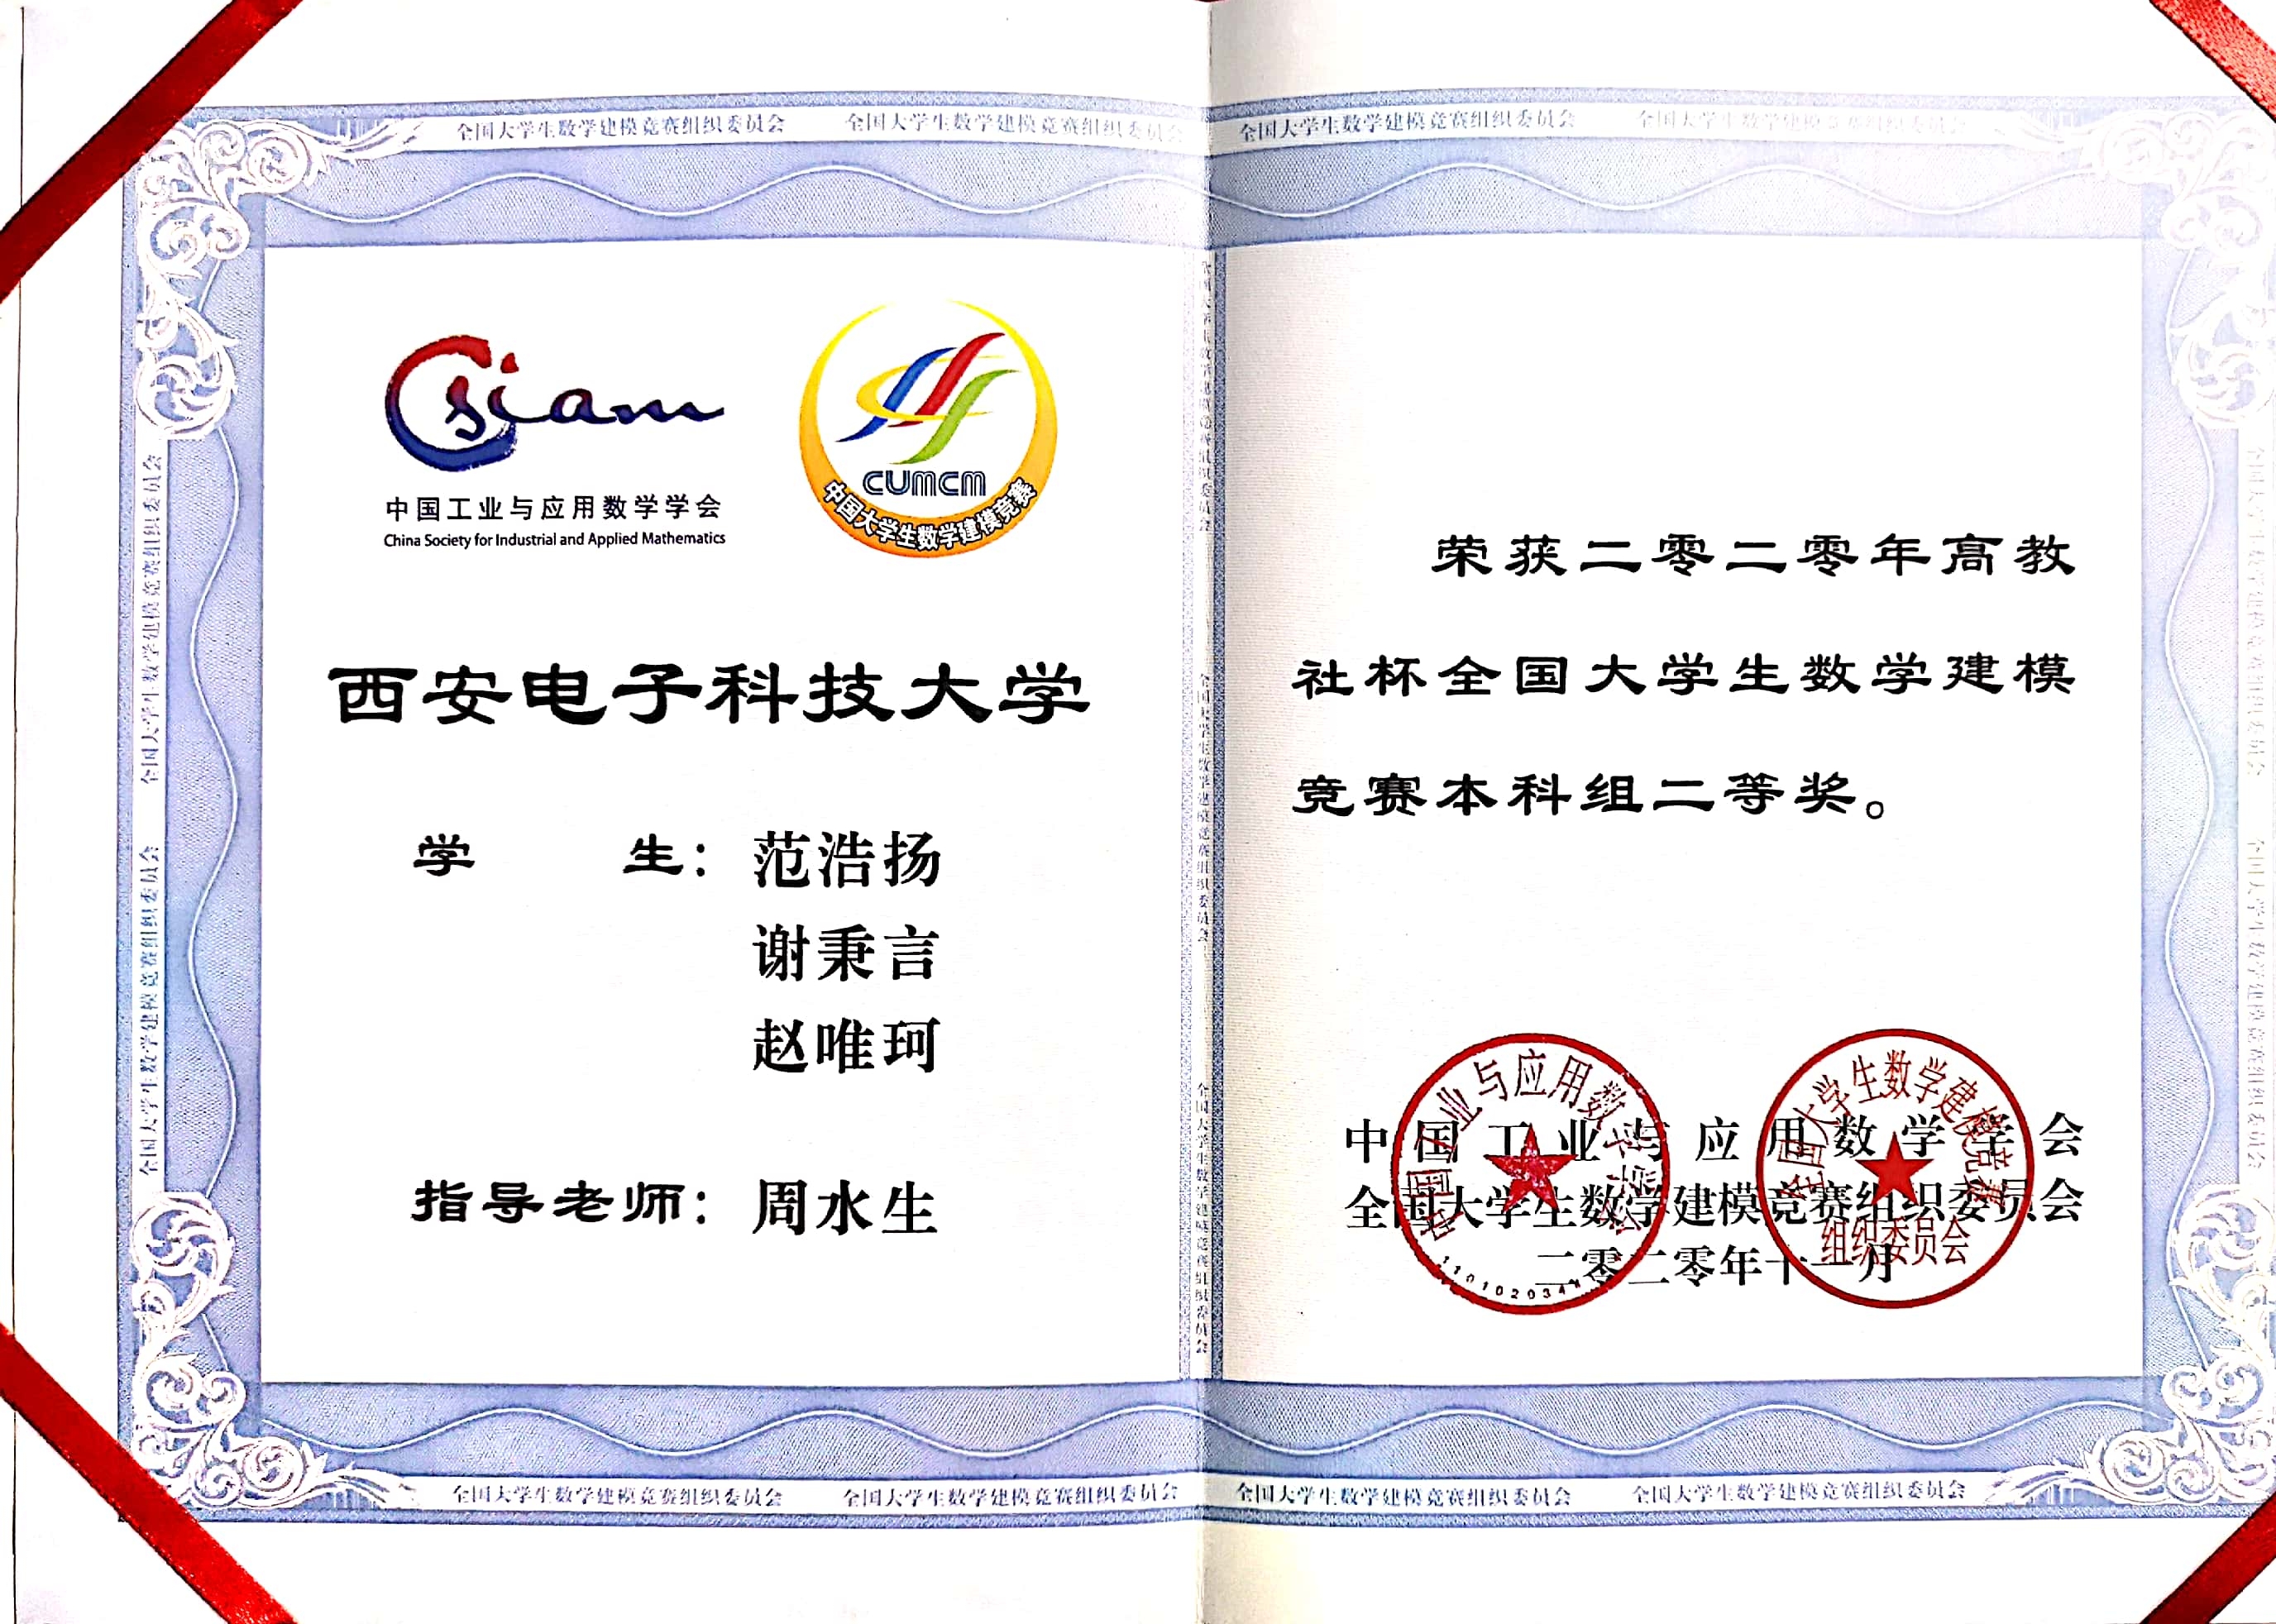 全国大学生数学建模竞赛组织委员会 全国大学生数学建模竞赛组织委员会
Csiam
中国工业与应用数学学会
China Society for Industrial and Applied Mathematics
CUMCM
中国大学生数学建模竞赛
西安电子科技大学
学生：范浩扬
谢秉言
赵唯珂
指导老师：周水生
全国大学生数学建模竞赛组织委员会 全国大学生数学建模竞赛组织委员会
全国大学生数学建模竞赛组织委员会 全国大学生数学建模竞赛组织委员会
荣获二零二零年高教
社杯全国大学生数学建模
竞赛本科组二等奖。
中国工业与应用数学学会
全国大学生数学建模竞赛组织委员会
二零二零年十一月
中国工业与应用数学学会
全国大学生数学建模竞赛
组织委员会
全国大学生数学建模竞赛组织委员会 全国大学生数学建模竞赛组织委员会